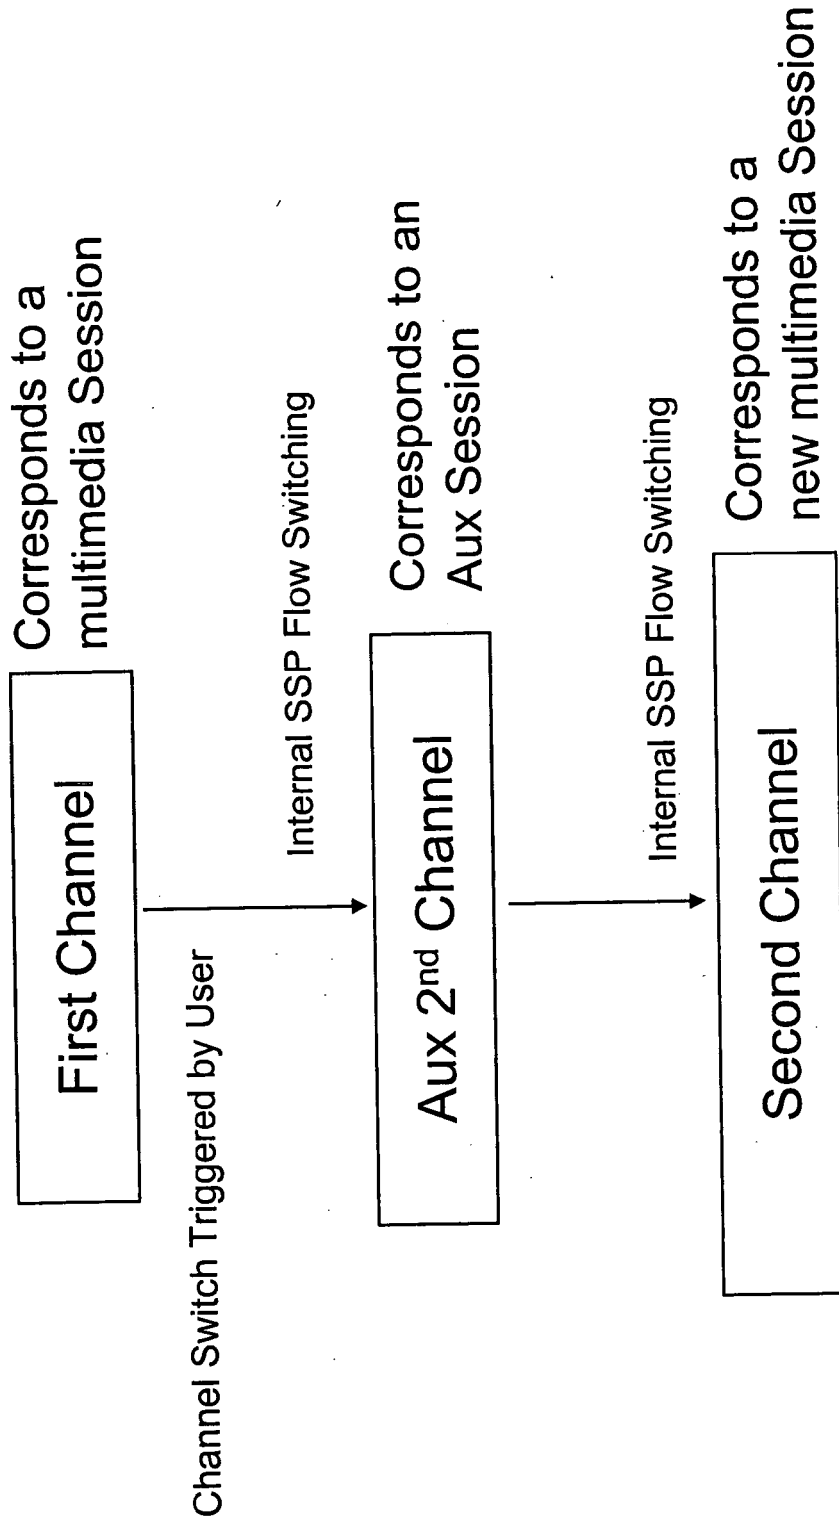 First Channel
Corresponds to a
multimedia Session
Channel Switch Triggered by User
Internal SSP Flow Switching
Aux 2nd Channel
Corresponds to an
Aux Session
Internal SSP Flow Switching
Second Channel
Corresponds to a
new multimedia Session